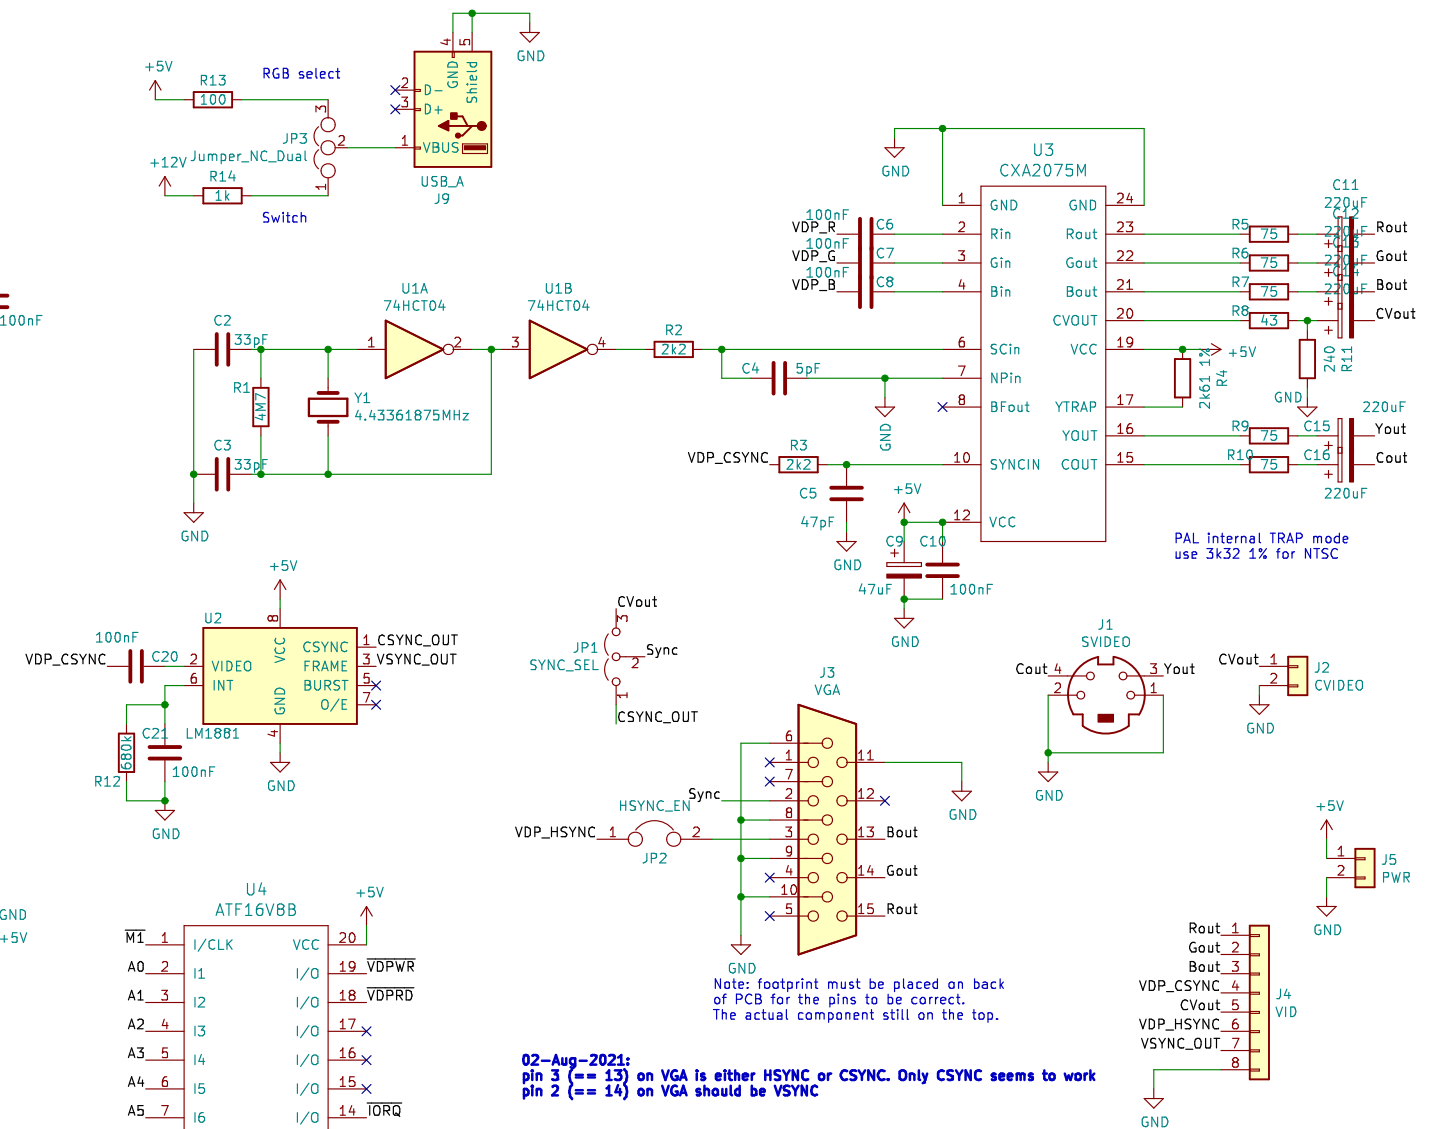 GND
4
5
GND
Shield
+5V
R13
100
RGB select
3
2
D-
3
D+
JP3
Jumper_NC_Dual
2
1
VBUS
+12V
R14
1k
1
USB_A
J9
Switch
100nF
C2
33pF
R1
4M7
C3
33pF
GND
Y1
4.43361875MHz
U1A
74HCT04
1
2
U1B
74HCT04
3
4
R2
2k2
C4
5pF
GND
VDP_CSYNC
R3
2k2
C5
47pF
GND
+5V
C9
47uF
C10
100nF
GND
GND
U3
CXA2075M
100nF
VDP_R
C6
100nF
VDP_G
C7
100nF
VDP_B
C8
1
GND
GND
24
2
Rin
Rout
23
3
Gin
Gout
22
4
Bin
Bout
21
CVOUT
20
6
SCin
VCC
19
7
NPin
8
BFout
YTRAP
17
YOUT
16
10
SYNCIN
COUT
15
12
VCC
R5
75
R6
75
R7
75
R8
43
C11
220uF
C12
220uF
C13
220uF
C14
220uF
Rout
Gout
Bout
CVout
+5V
2k61 1%
R4
240
R11
GND
R9
75
C15
220uF
Yout
R10
75
C16
220uF
Cout
PAL internal TRAP mode
use 3k32 1% for NTSC
+5V
U2
8
VCC
100nF
VDP_CSYNC
C20
2
VIDEO
6
INT
CSYNC
1
CSYNC_OUT
FRAME
3
VSYNC_OUT
BURST
5
O/E
7
GND
4
LM1881
GND
680k
R12
C21
100nF
GND
CVout
3
JP1
SYNC_SEL
2
Sync
1
CSYNC_OUT
J3
VGA
6
1
7
Sync
2
8
3
9
4
10
5
11
12
13
Bout
14
Gout
15
Rout
GND
GND
HSYNC_EN
VDP_HSYNC
1
2
JP2
Note: footprint must be placed on back
of PCB for the pins to be correct.
The actual component still on the top.
J1
SVIDEO
Cout
4
3
Yout
2
1
GND
CVout
1
2
J2
CVIDEO
GND
+5V
1
2
J5
PWR
GND
Rout
1
Gout
2
Bout
3
VDP_CSYNC
4
CVout
5
VDP_HSYNC
6
VSYNC_OUT
7
8
J4
VID
GND
GND
+5V
U4
ATF16V8B
+5V
M1
1
I/CLK
VCC
20
A0
2
I1
I/O
19
VDPWR
A1
3
I2
I/O
18
VDPRD
A2
4
I3
I/O
17
A3
5
I4
I/O
16
A4
6
I5
I/O
15
A5
7
I6
I/O
14
IORQ
02-Aug-2021:
pin 3 (== 13) on VGA is either HSYNC or CSYNC. Only CSYNC seems to work
pin 2 (== 14) on VGA should be VSYNC